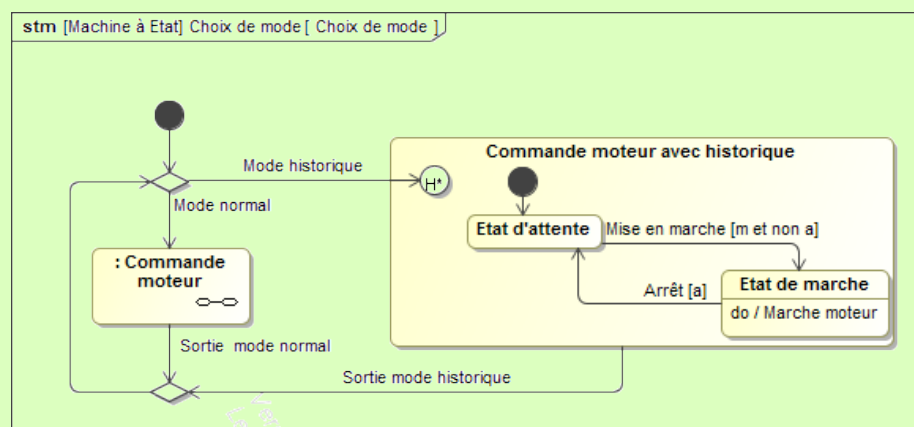 stm [Machine à Etat] Choix de mode [ Choix de mode ]
Mode historique
Mode normal
: Commande
moteur
Sortie mode normal
Commande moteur avec historique
H*
Etat d'attente
Mise en marche [m et non a]
Arrêt [a]
Etat de marche
do / Marche moteur
Sortie mode historique